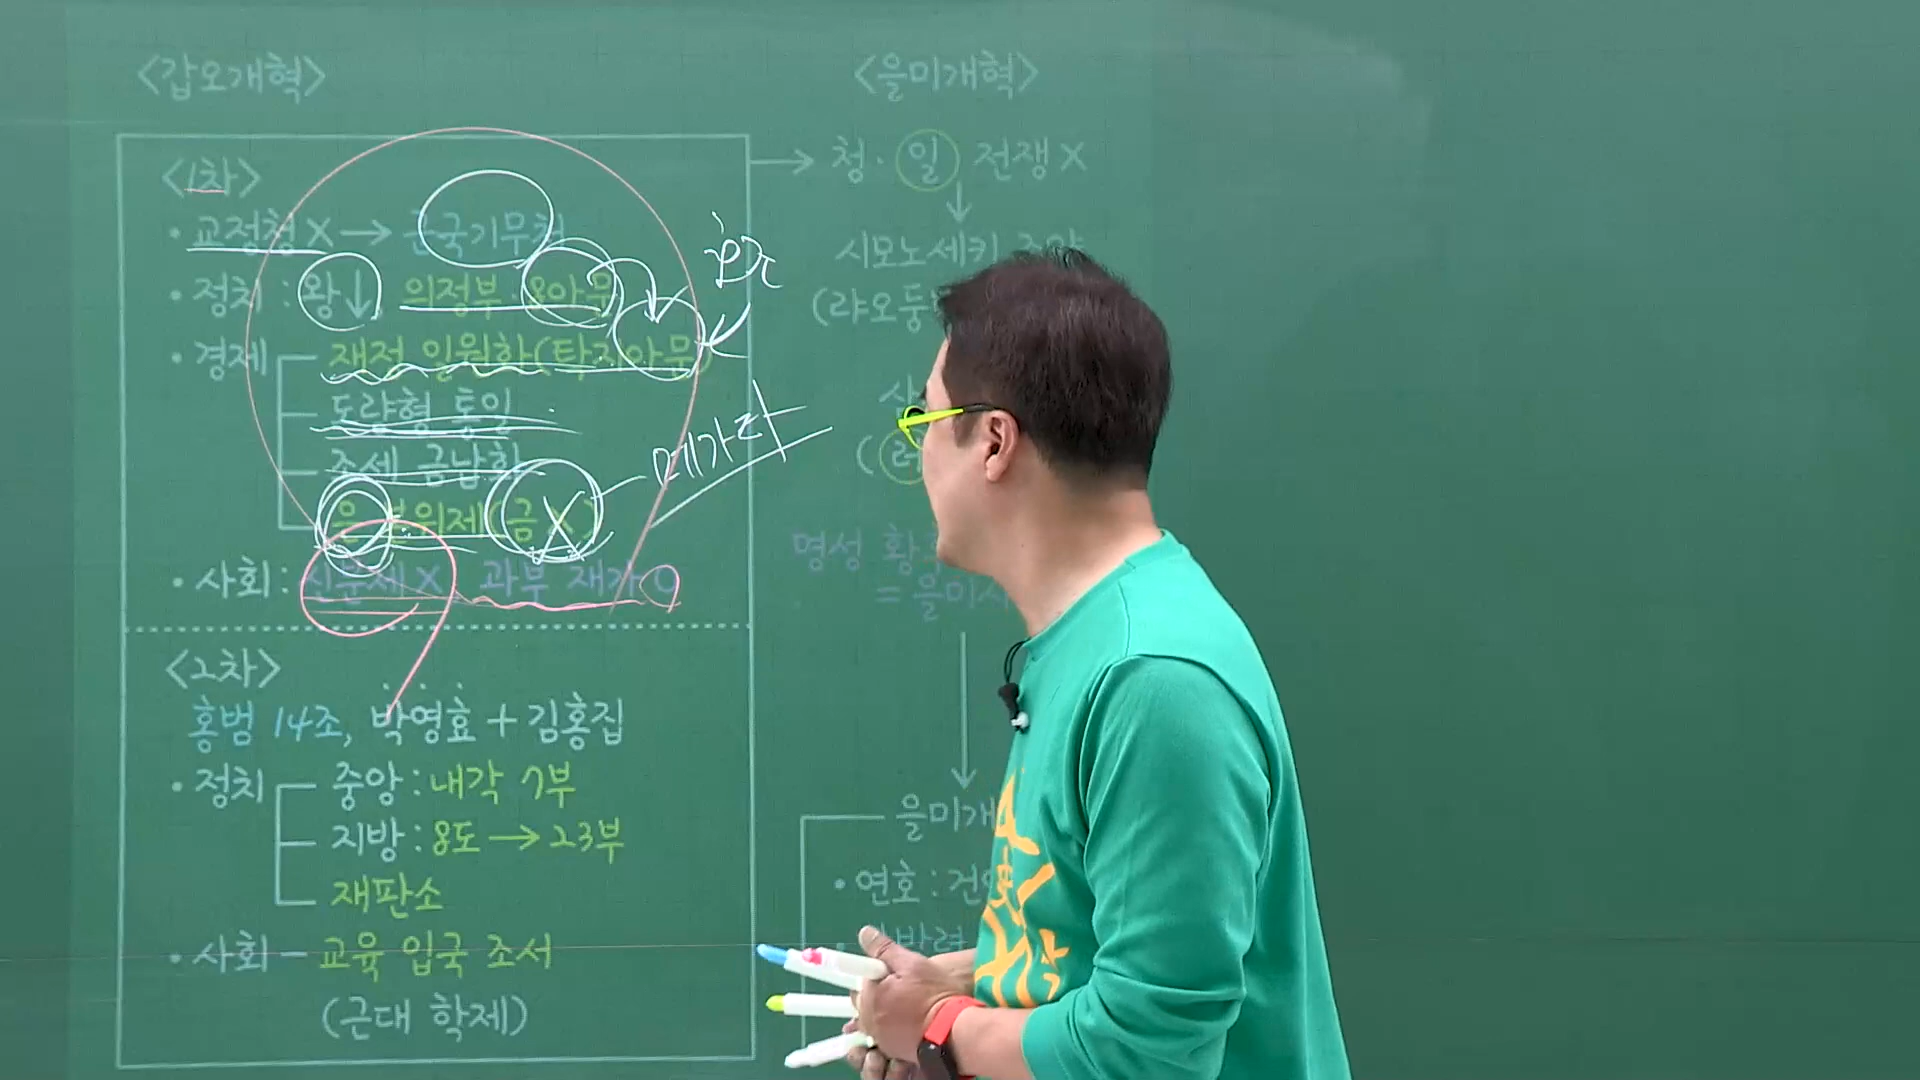 <갑오개혁>
<1차>
• 교정청 X → 군국기무처
• 정치 : 왕↓ 의정부 8아문
• 경제 재정 일원화(탁지아문)
도량형 통일
조세 금납화
은 본위제(금 X)
메가리
• 사회 : 신분제 X 과부 재가 O
<2차>
홍범 14조, 박영효 + 김홍집
• 정치 중앙 : 내각 7부
지방 : 8도 → 23부
재판소
• 사회 - 교육 입국 조서
(근대 학제)
<을미개혁>
→ 청·일 전쟁 X
↓
시모노세키 조약
(랴오둥
(러
명성 황
= 을미
↓
을미개
• 연호 : 건